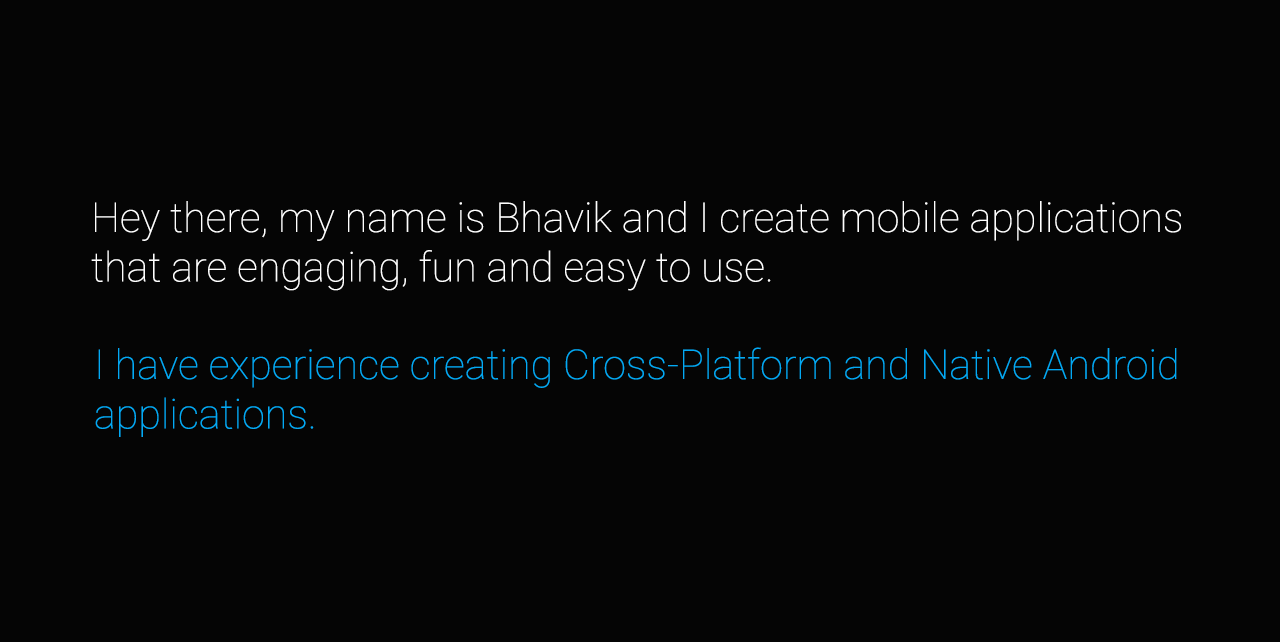 Hey there, my name is Bhavik and I create mobile applications
that are engaging, fun and easy to use.
I have experience creating Cross-Platform and Native Android
applications.